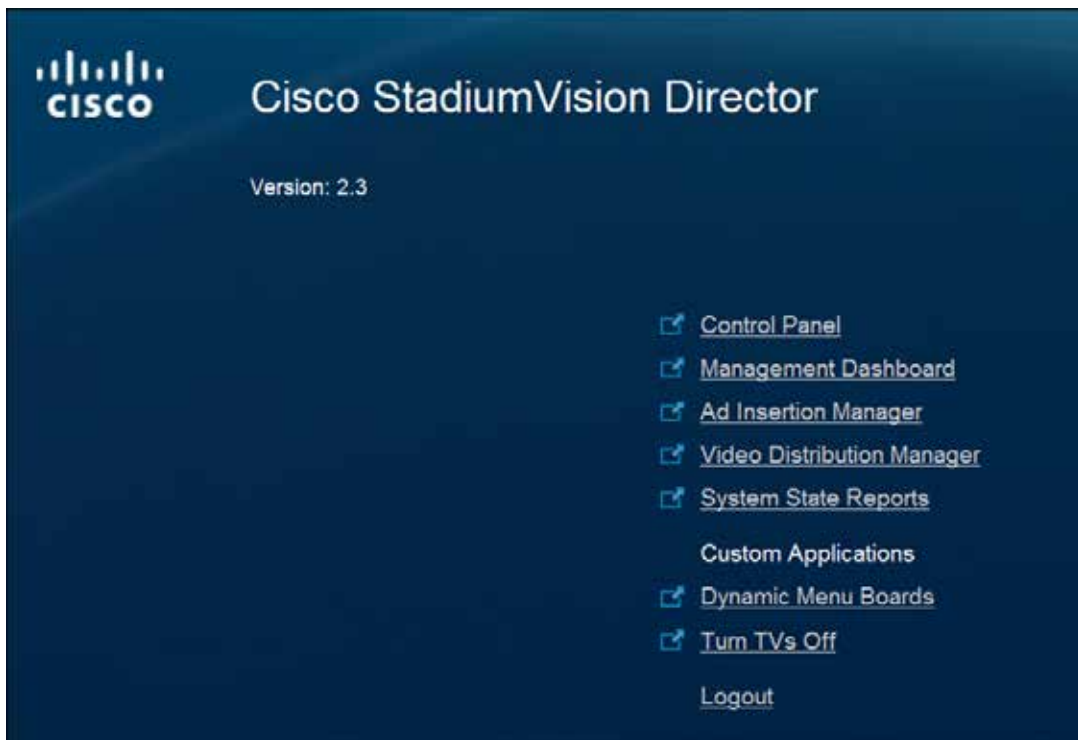 CISCO
Cisco StadiumVision Director
Version: 2.3
Control Panel
Management Dashboard
Ad Insertion Manager
Video Distribution Manager
System State Reports
Custom Applications
Dynamic Menu Boards
Turn TVs Off
Logout